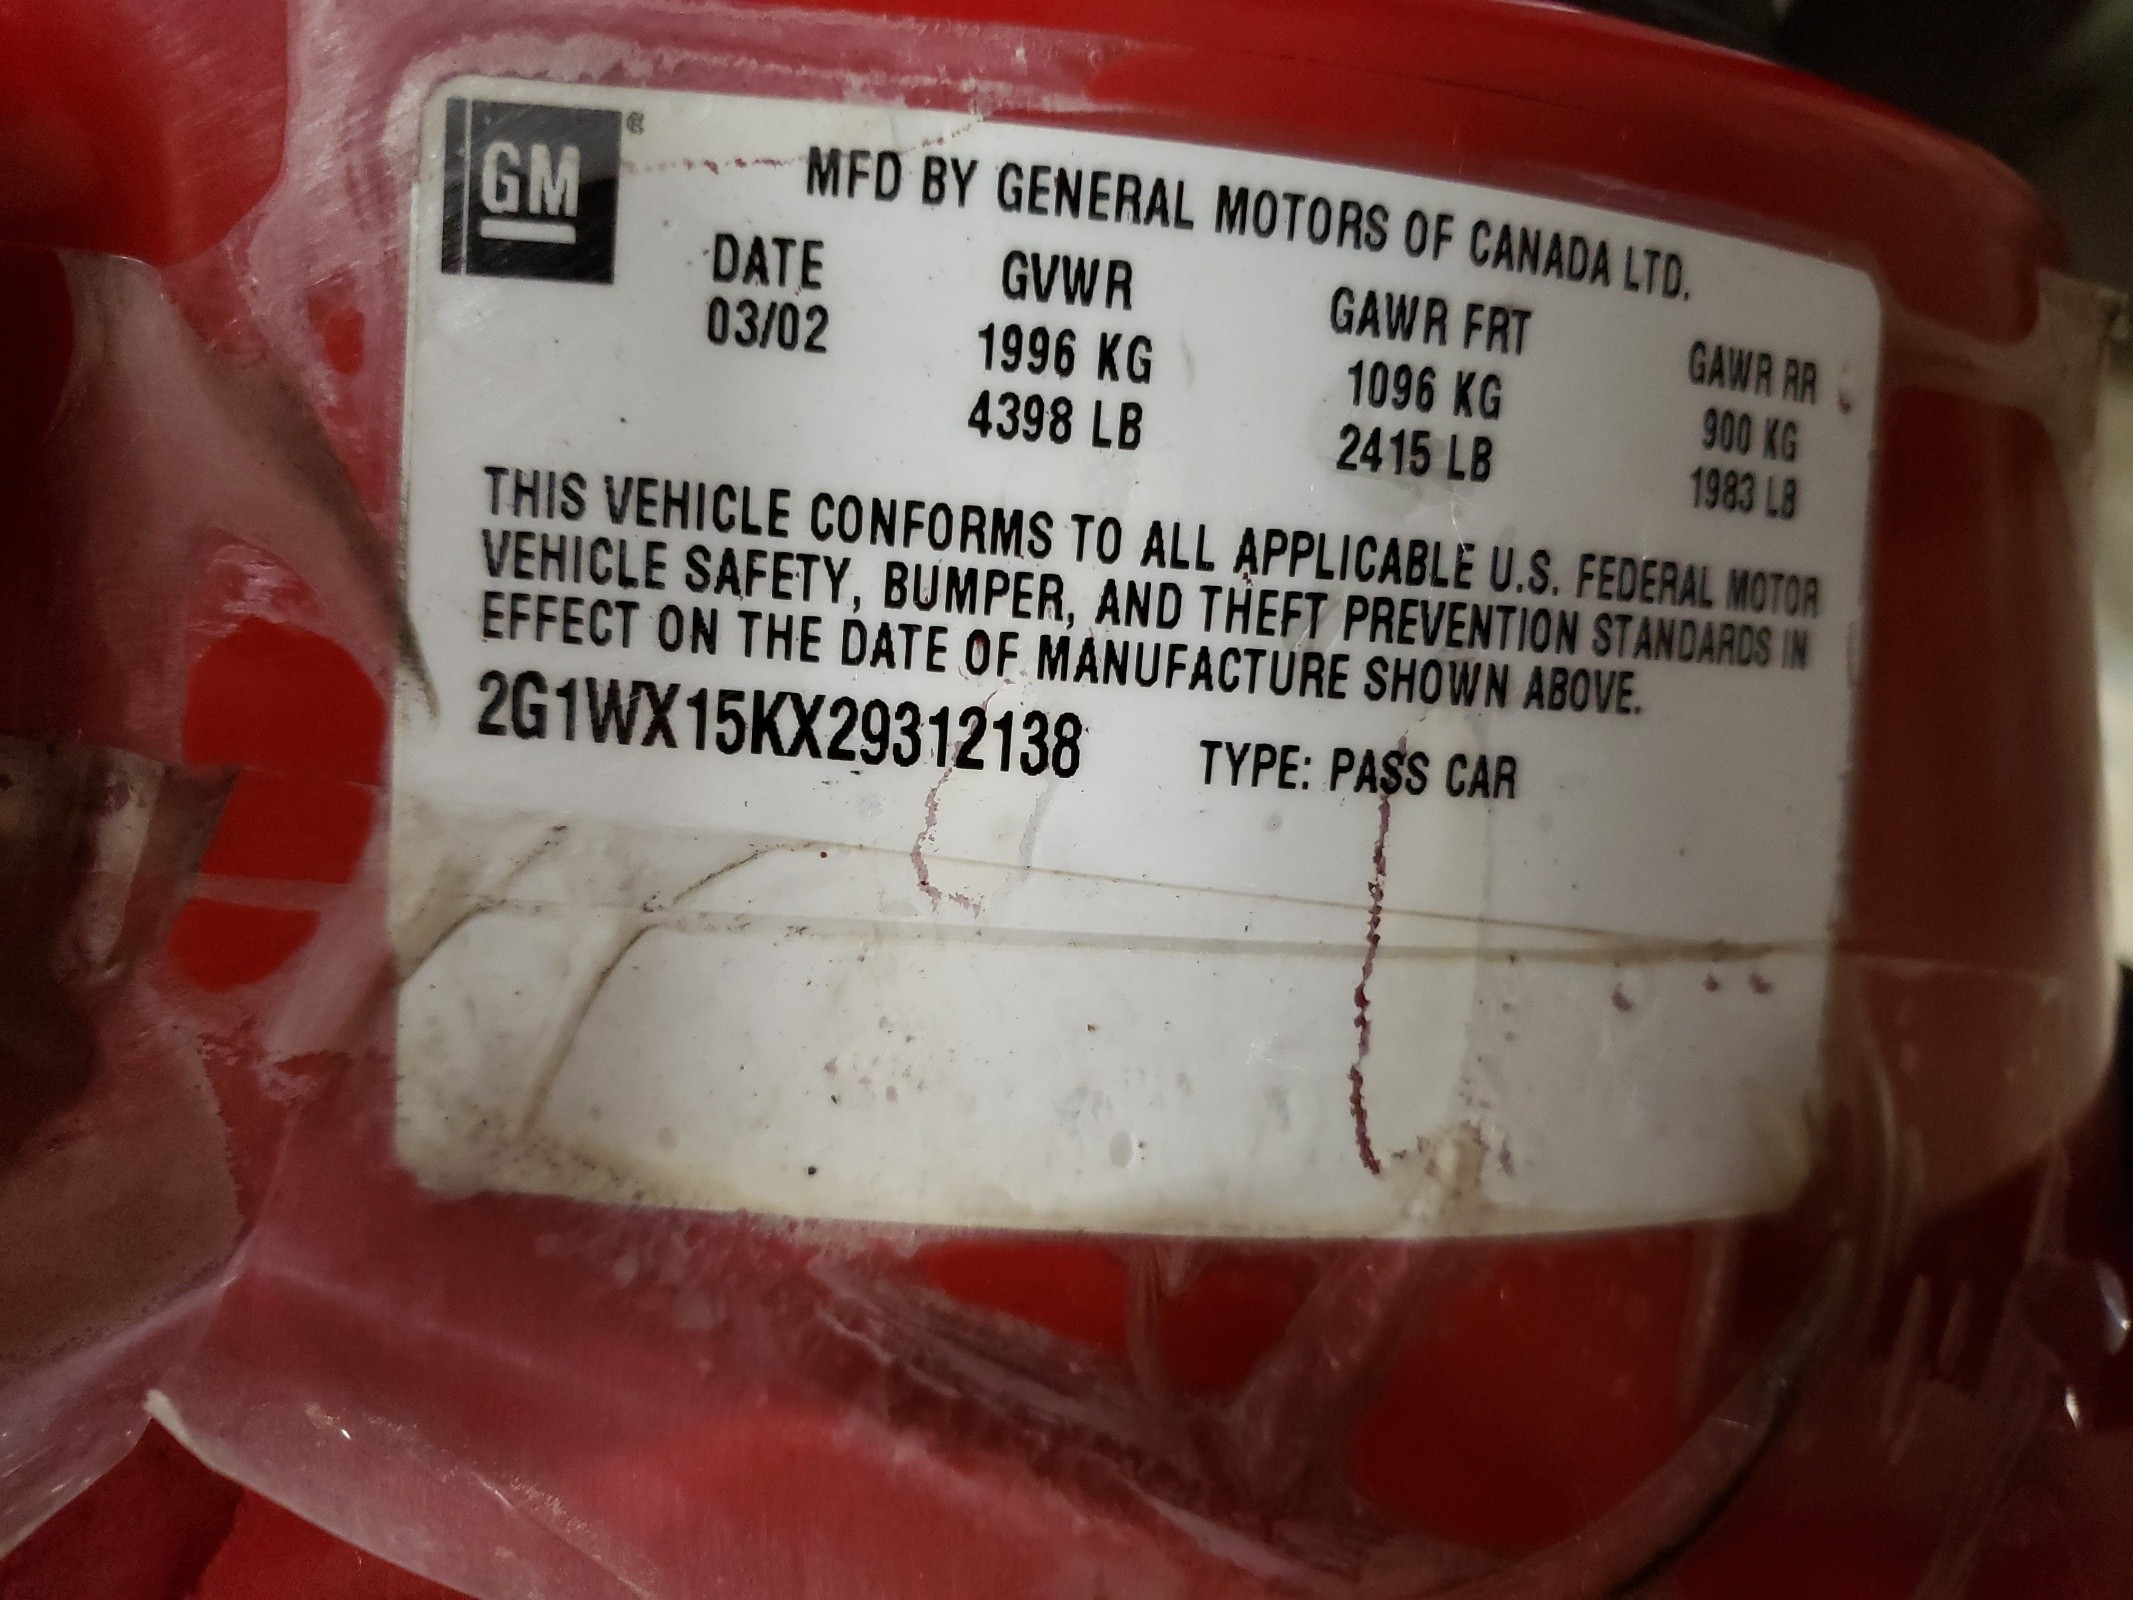 GM
MFD BY GENERAL MOTORS OF CANADA LTD.
DATE GVWR GAWR FRT GAWR RR
03/02 1996 KG 1096 KG 900 KG
4398 LB 2415 LB 1983 LB
THIS VEHICLE CONFORMS TO ALL APPLICABLE U.S. FEDERAL MOTOR
VEHICLE SAFETY, BUMPER, AND THEFT PREVENTION STANDARDS IN
EFFECT ON THE DATE OF MANUFACTURE SHOWN ABOVE.
2G1WX15KX29312138 TYPE: PASS CAR